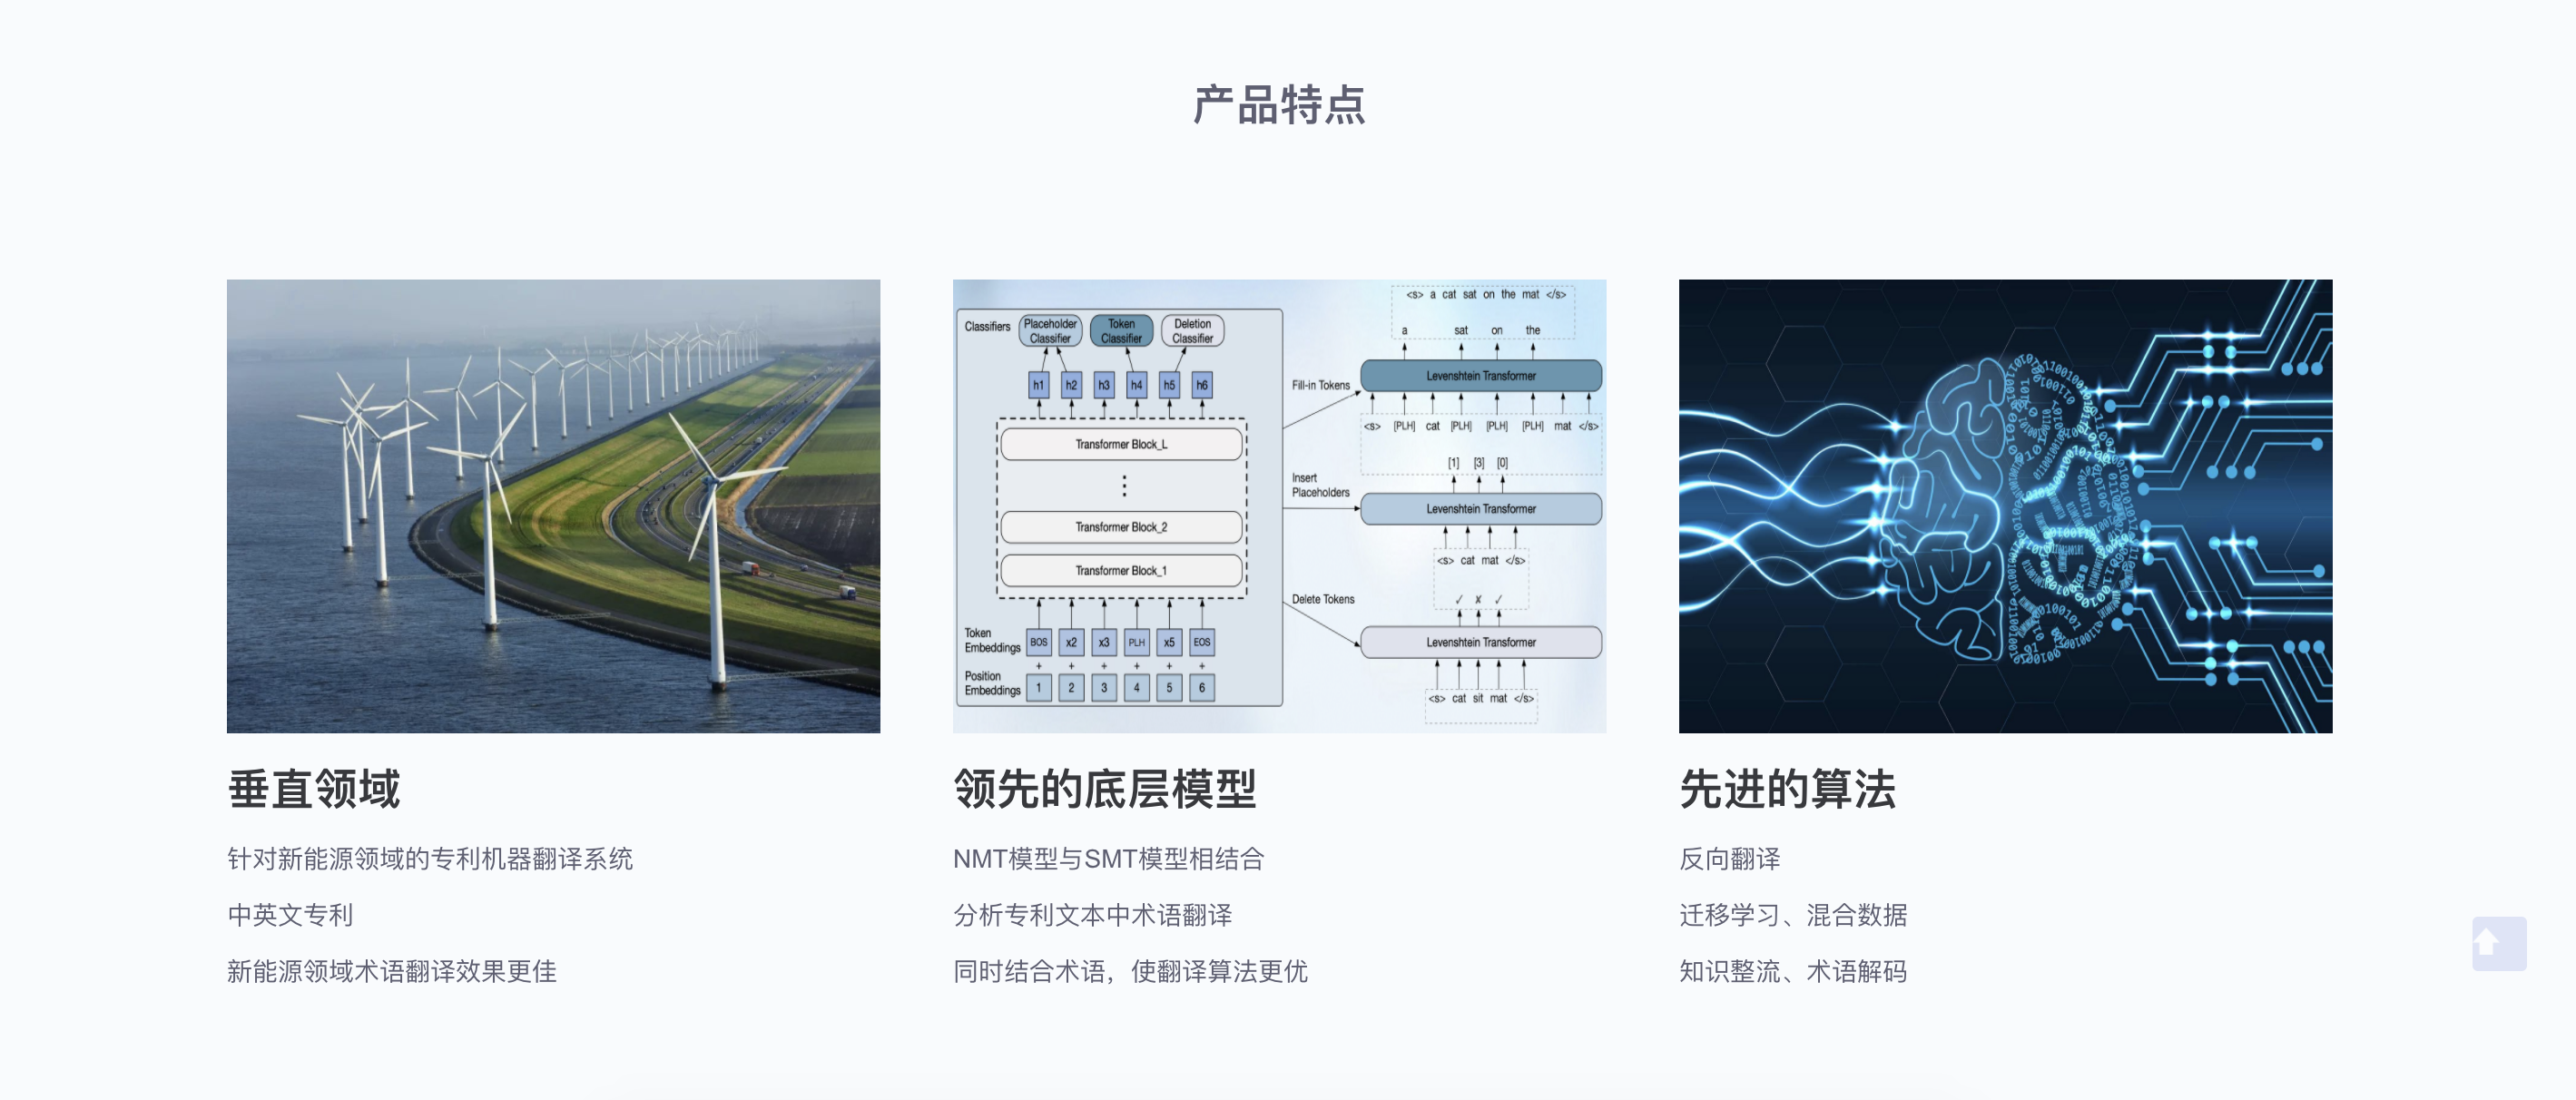 产品特点
Classifiers
Placeholder
Classifier
Token
Classifier
Deletion
Classifier
h1 h2 h3 h4 h5 h6
Transformer Block_L
Transformer Block_2
Transformer Block_1
Token
Embeddings
BOS x2 x3 PLH x5 EOS
+ + + + + +
Position
Embeddings
1 2 3 4 5 6
<s> a cat sat on the mat </s>
a sat on the
Fill-in Tokens
Levenshtein Transformer
<s> [PLH] cat [PLH] [PLH] [PLH] mat </s>
[1] [3] [0]
Insert
Placeholders
Levenshtein Transformer
<s> cat mat </s>
Delete Tokens
✓ ✗ ✓
Levenshtein Transformer
<s> cat sit mat </s>
垂直领域
针对新能源领域的专利机器翻译系统
中英文专利
新能源领域术语翻译效果更佳
领先的底层模型
NMT模型与SMT模型相结合
分析专利文本中术语翻译
同时结合术语，使翻译算法更优
先进的算法
反向翻译
迁移学习、混合数据
知识整流、术语解码